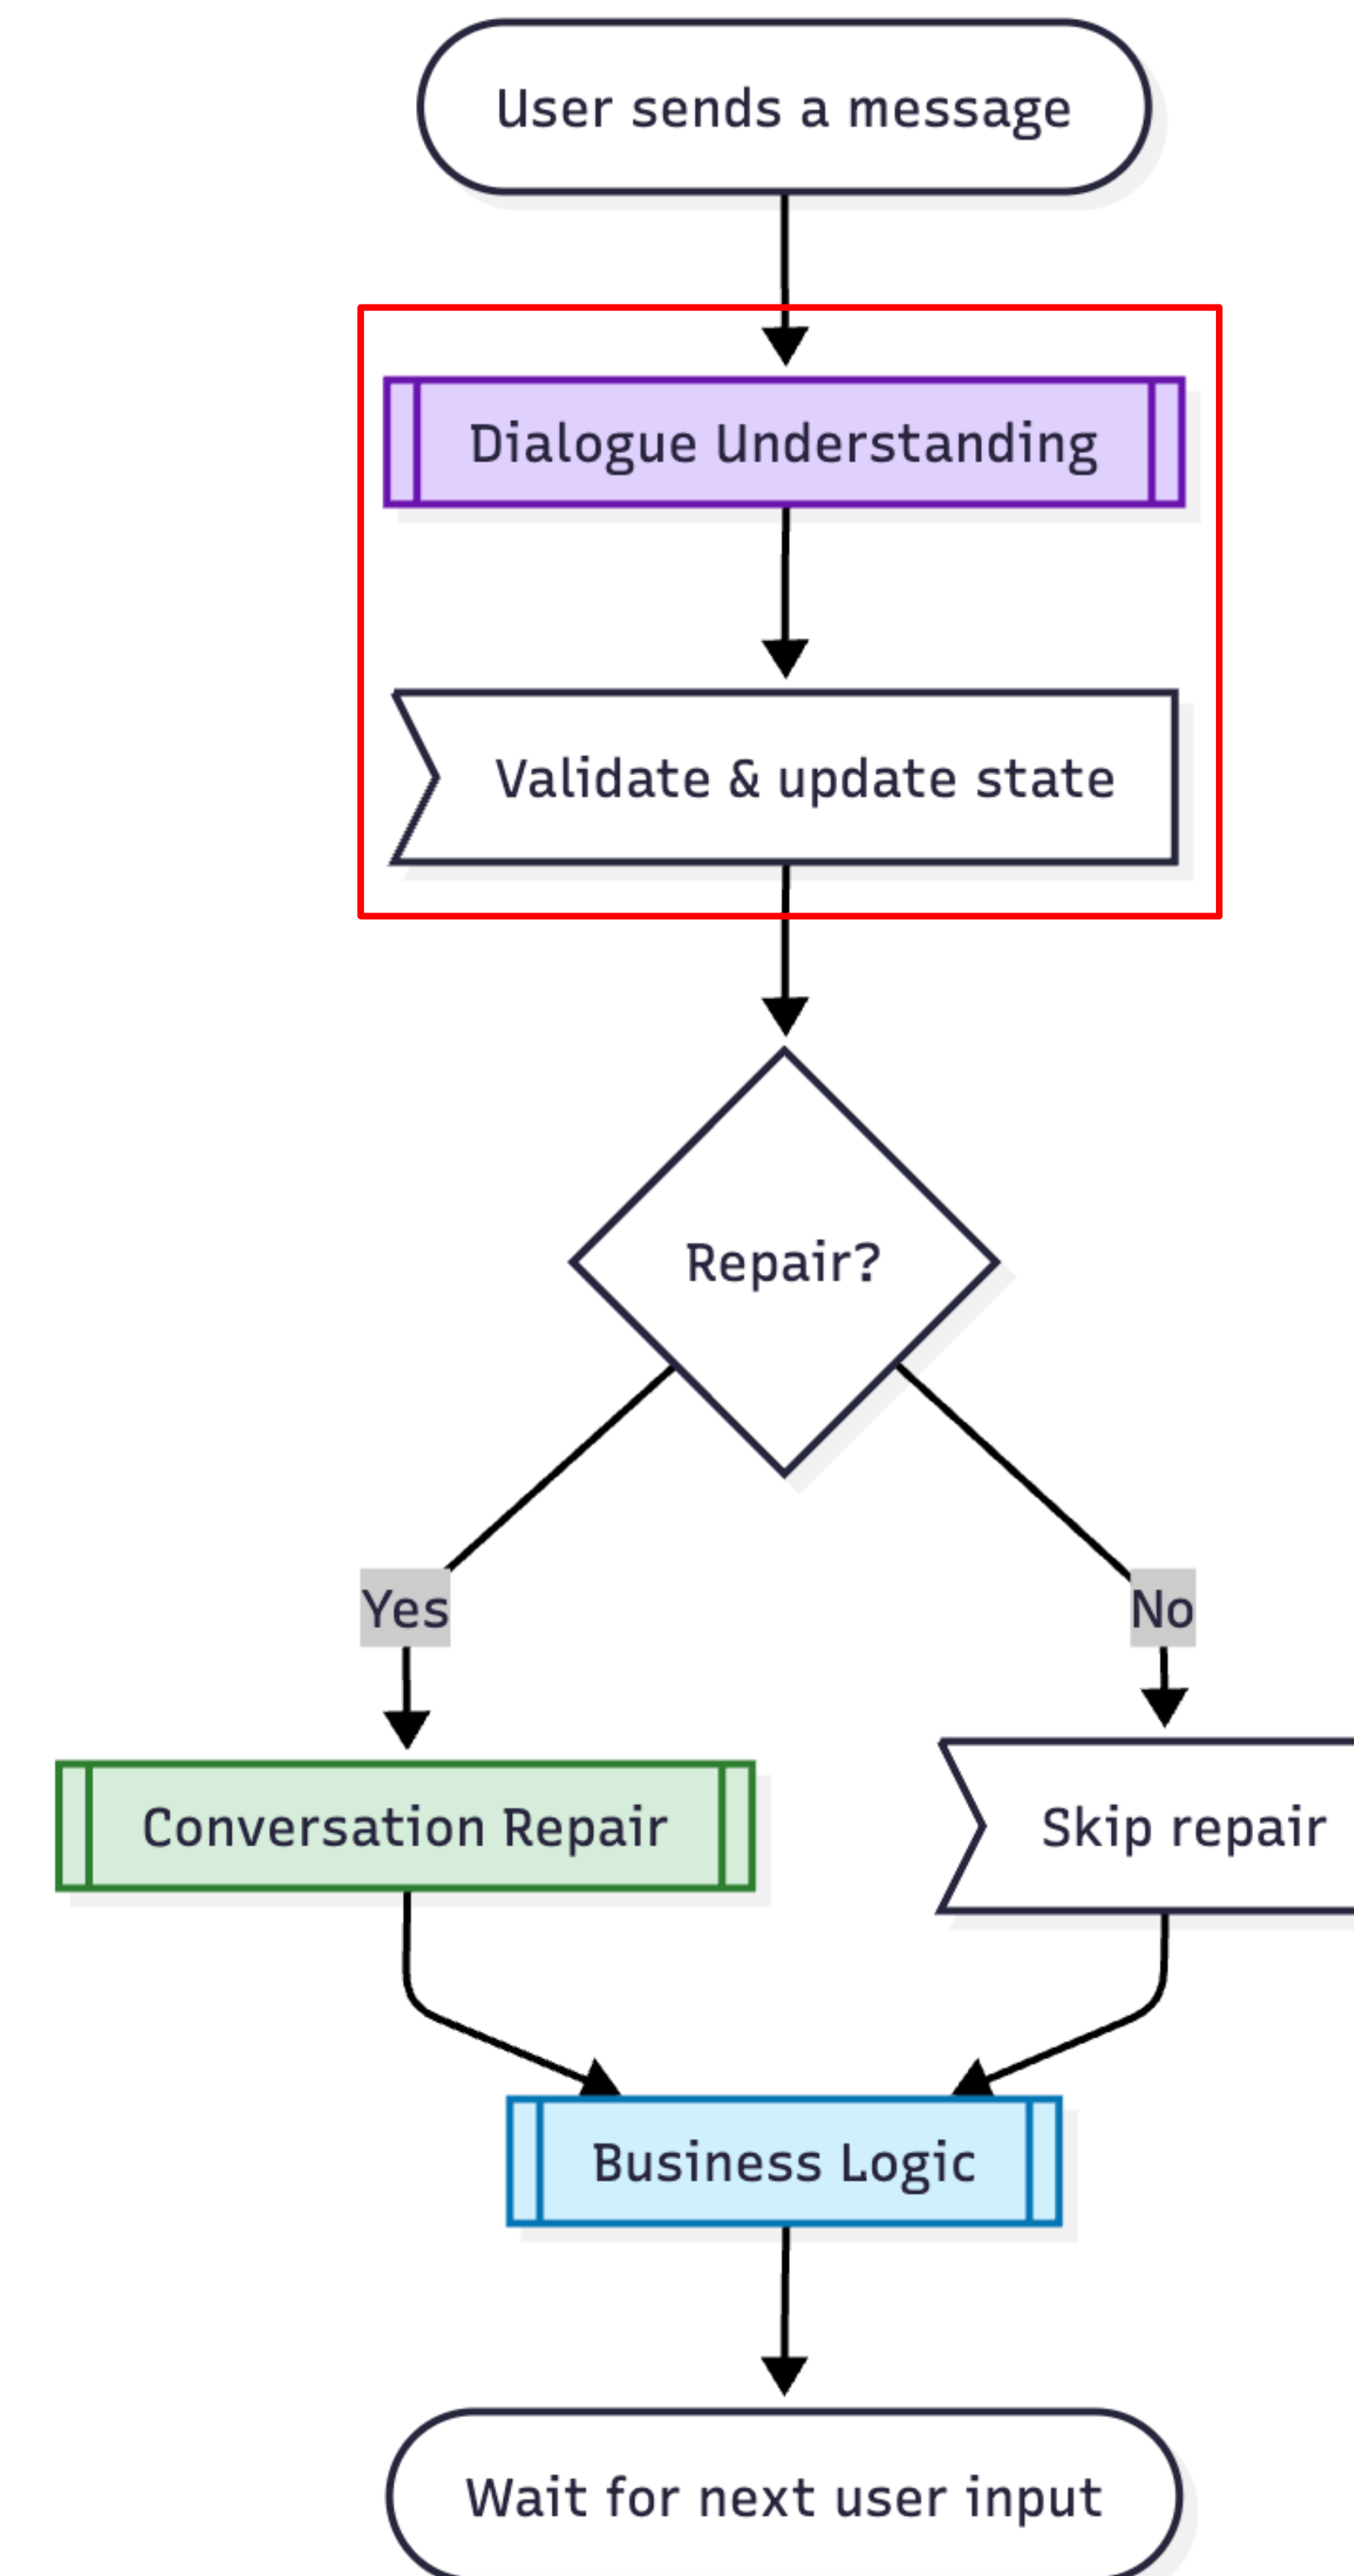 User sends a message
Dialogue Understanding
Validate & update state
Repair?
Yes
No
Conversation Repair
Skip repair
Business Logic
Wait for next user input